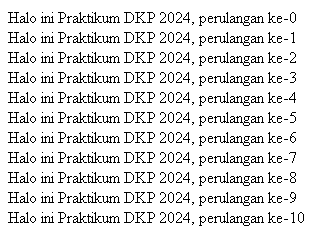 Halo ini Praktikum DKP 2024, perulangan ke-0
Halo ini Praktikum DKP 2024, perulangan ke-1
Halo ini Praktikum DKP 2024, perulangan ke-2
Halo ini Praktikum DKP 2024, perulangan ke-3
Halo ini Praktikum DKP 2024, perulangan ke-4
Halo ini Praktikum DKP 2024, perulangan ke-5
Halo ini Praktikum DKP 2024, perulangan ke-6
Halo ini Praktikum DKP 2024, perulangan ke-7
Halo ini Praktikum DKP 2024, perulangan ke-8
Halo ini Praktikum DKP 2024, perulangan ke-9
Halo ini Praktikum DKP 2024, perulangan ke-10